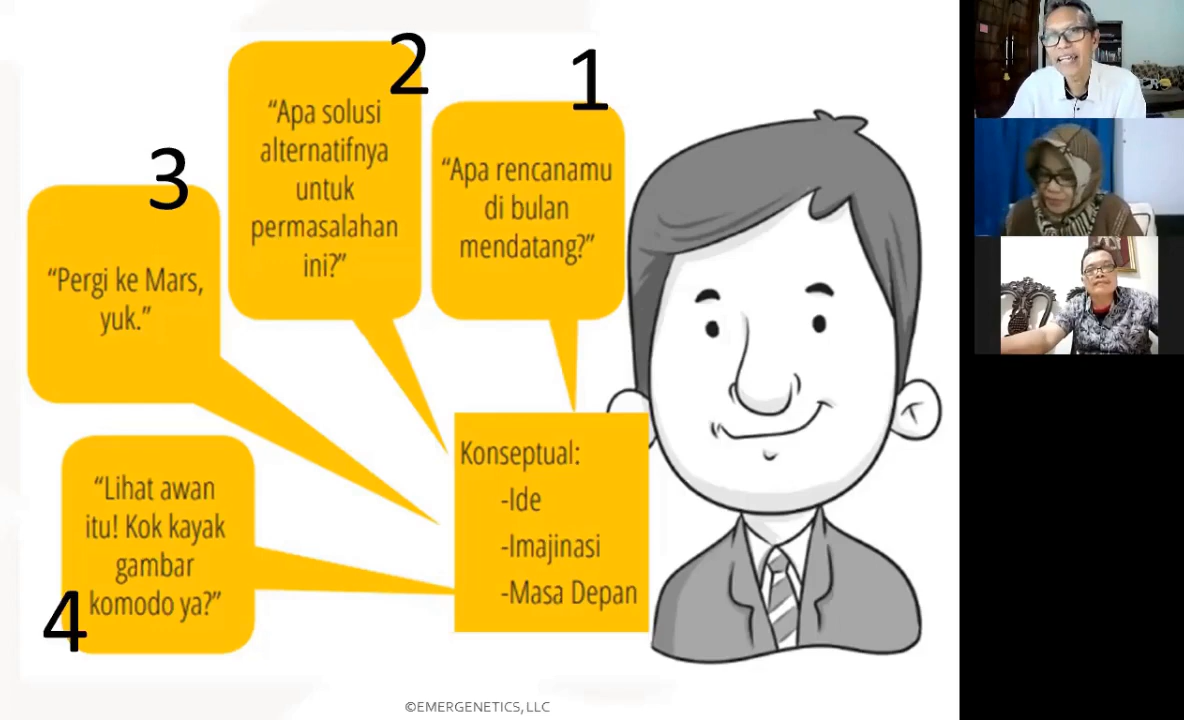 1
“Apa rencanamu
di bulan
mendatang?”
2
“Apa solusi
alternatifnya
untuk
permasalahan
ini?”
3
“Pergi ke Mars,
yuk.”
4
“Lihat awan
itu! Kok kayak
gambar
komodo ya?”
Konseptual:
-Ide
-Imajinasi
-Masa Depan
©EMERGENETICS, LLC